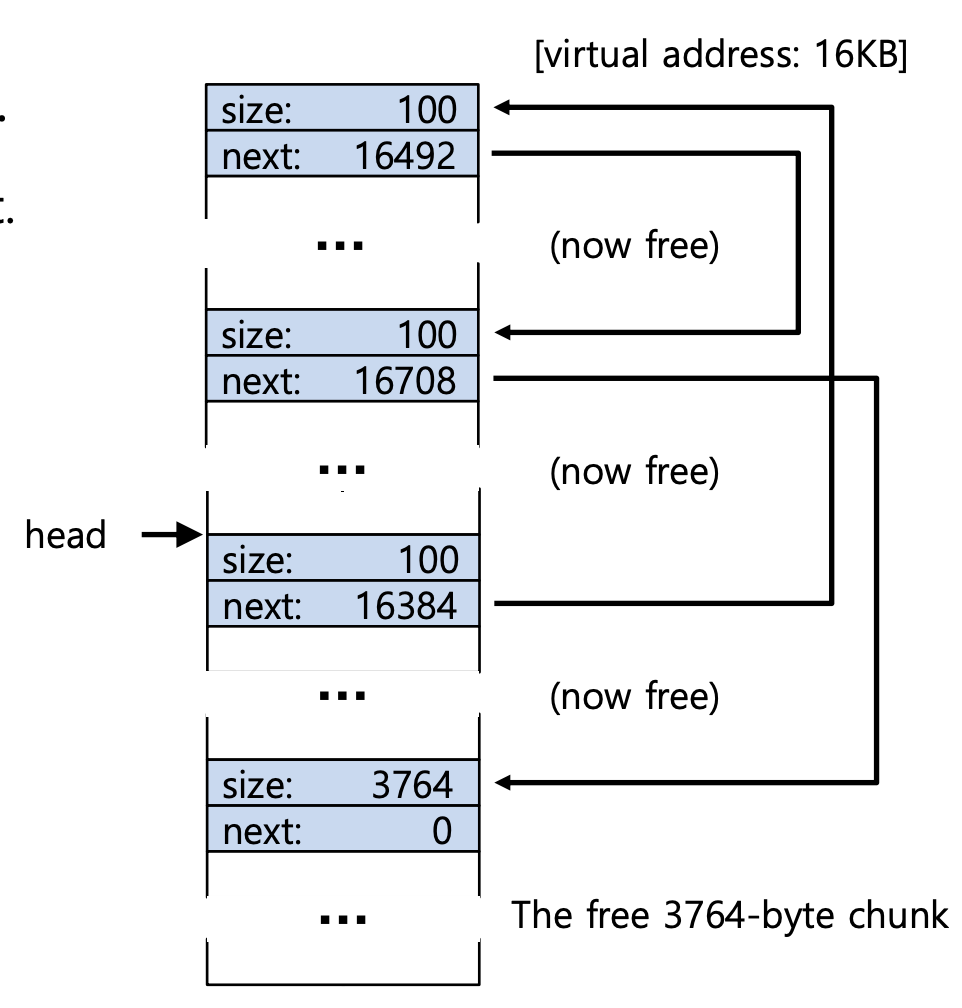 [virtual address: 16KB]
.
size: 100
next: 16492
t.
... (now free)
size: 100
next: 16708
... (now free)
head
size: 100
next: 16384
... (now free)
size: 3764
next: 0
... The free 3764-byte chunk